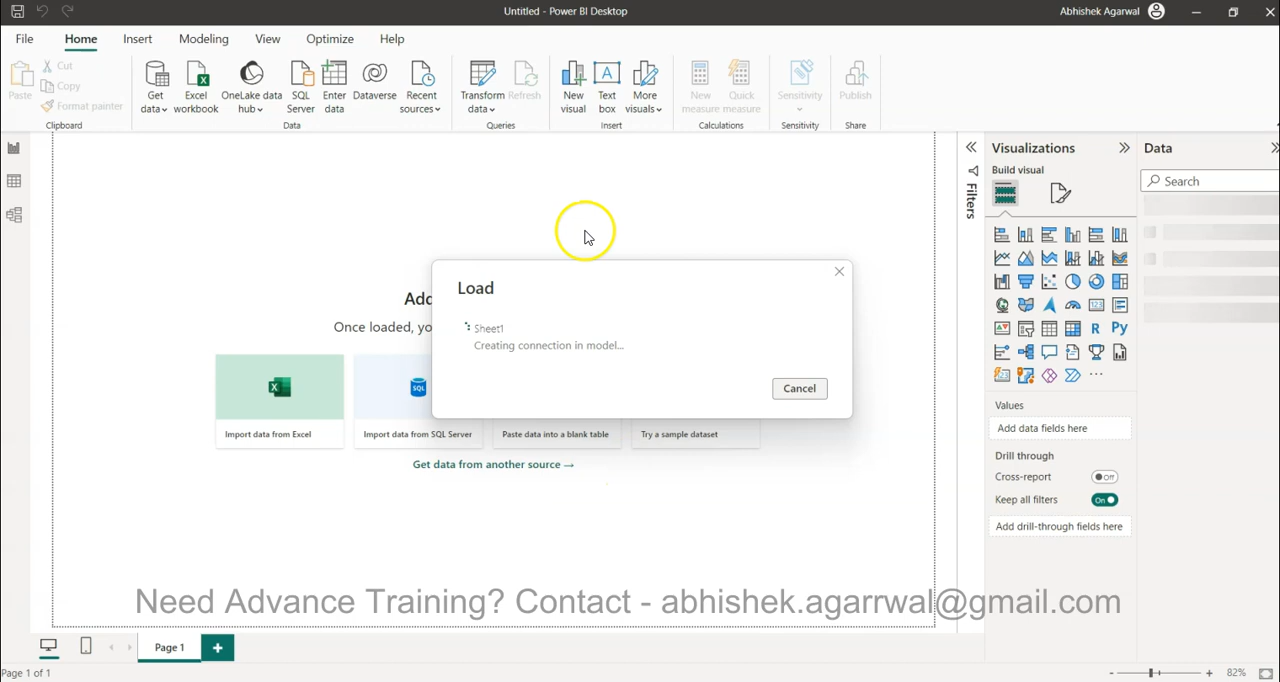 Untitled - Power BI Desktop
Abhishek Agarwal
File
Home
Insert
Modeling
View
Optimize
Help
Paste
Cut
Copy
Format painter
Clipboard
Get data
Excel workbook
OneLake data hub
SQL Server
Enter data
Dataverse
Recent sources
Data
Transform data
Refresh
Queries
New visual
Text box
More visuals
Insert
New measure
Quick measure
Calculations
Sensitivity
Sensitivity
Publish
Share
Filters
Visualizations
Build visual
R
Py
123
Values
Add data fields here
Drill through
Cross-report
Off
Keep all filters
On
Add drill-through fields here
Data
Search
Add
Once loaded, yo
Load
Sheet1
Creating connection in model...
Cancel
SQL
Import data from Excel
Import data from SQL Server
Paste data into a blank table
Try a sample dataset
Get data from another source →
Need Advance Training? Contact - abhishek.agarrwal@gmail.com
Page 1
Page 1 of 1
82%